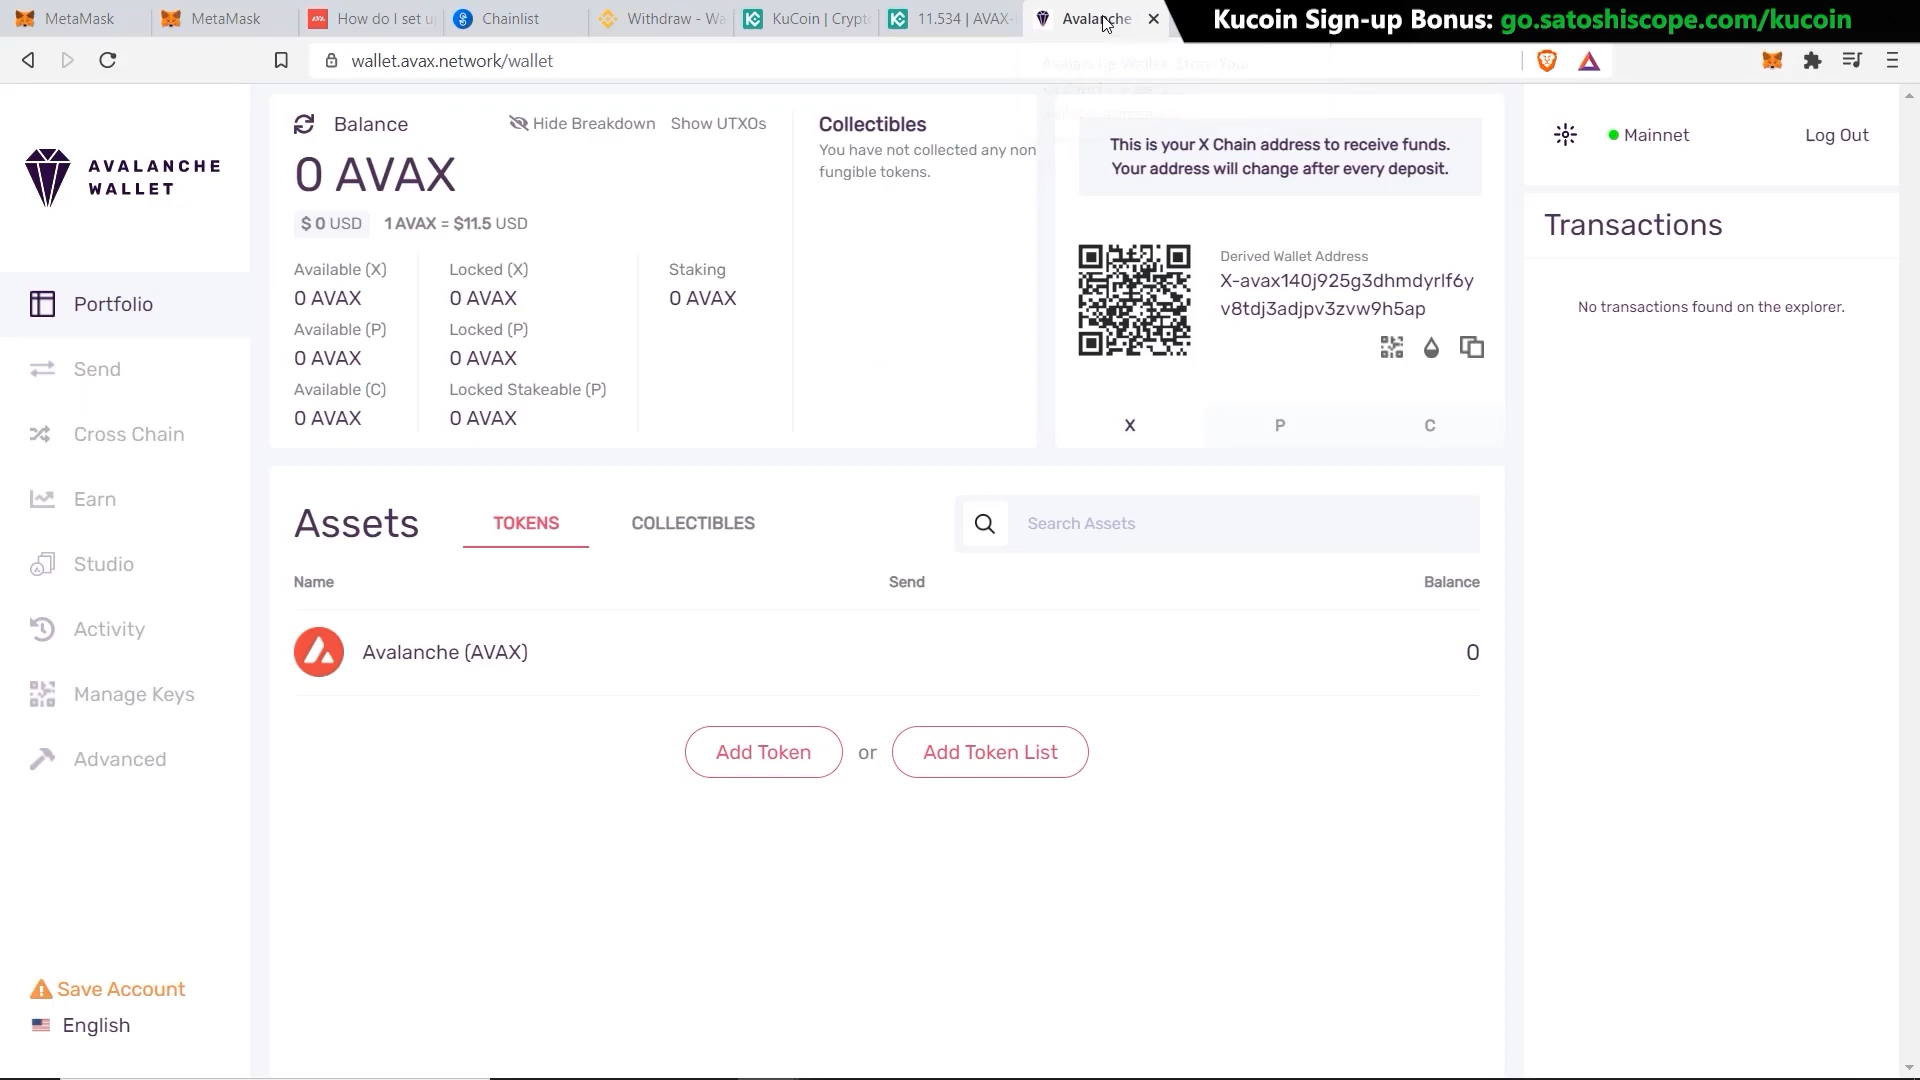 MetaMask
MetaMask
How do I set u
Chainlist
Withdraw - Wa
KuCoin | Crypt
11.534 | AVAX-
Avalanche
Kucoin Sign-up Bonus: go.satoshiscope.com/kucoin
wallet.avax.network/wallet
AVALANCHE
WALLET
Portfolio
Send
Cross Chain
Earn
Studio
Activity
Manage Keys
Advanced
Save Account
English
Balance
Hide Breakdown
Show UTXOs
0 AVAX
$ 0 USD
1 AVAX = $11.5 USD
Available (X)
0 AVAX
Available (P)
0 AVAX
Available (C)
0 AVAX
Locked (X)
0 AVAX
Locked (P)
0 AVAX
Locked Stakeable (P)
0 AVAX
Staking
0 AVAX
Collectibles
You have not collected any non
fungible tokens.
This is your X Chain address to receive funds.
Your address will change after every deposit.
Derived Wallet Address
X-avax140j925g3dhmdyrlf6y
v8tdj3adjpv3zvw9h5ap
X
P
C
Assets
TOKENS
COLLECTIBLES
Search Assets
Name
Send
Balance
Avalanche (AVAX)
0
Add Token
or
Add Token List
Mainnet
Log Out
Transactions
No transactions found on the explorer.